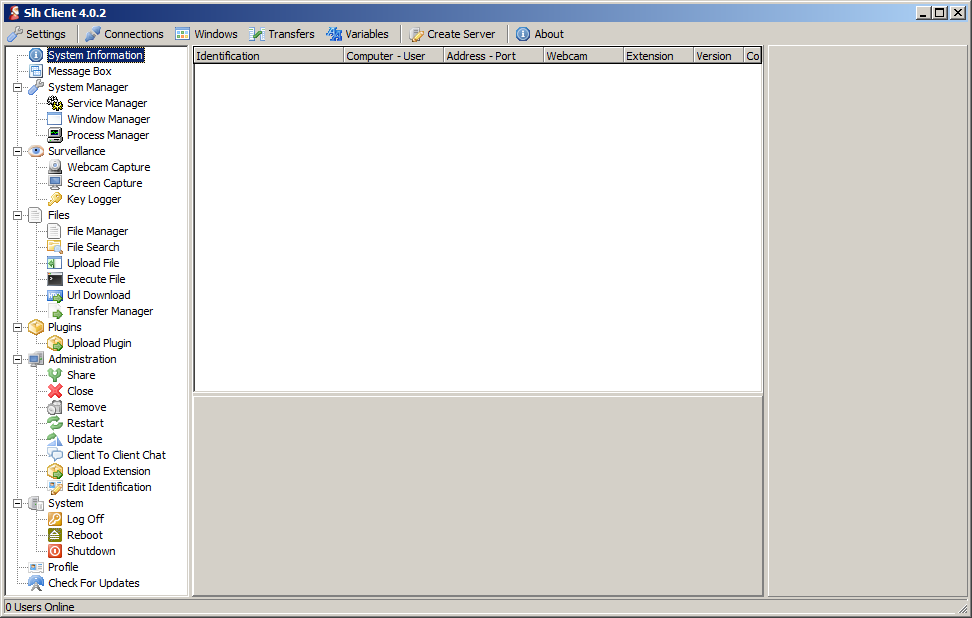 Slh Client 4.0.2
Settings Connections Windows Transfers Variables Create Server About
System Information
Message Box
System Manager
Service Manager
Window Manager
Process Manager
Surveillance
Webcam Capture
Screen Capture
Key Logger
Files
File Manager
File Search
Upload File
Execute File
Url Download
Transfer Manager
Plugins
Upload Plugin
Administration
Share
Close
Remove
Restart
Update
Client To Client Chat
Upload Extension
Edit Identification
System
Log Off
Reboot
Shutdown
Profile
Check For Updates
Identification Computer - User Address - Port Webcam Extension Version Co
0 Users Online